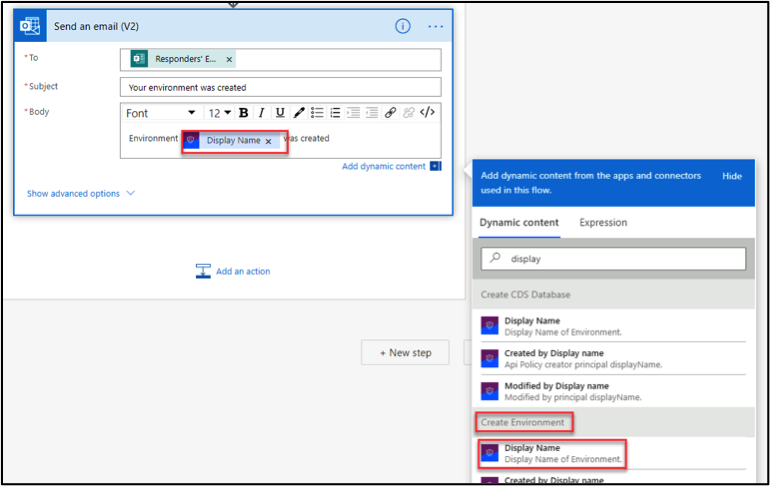 Send an email (V2)
* To
Responders' E... ×
* Subject
Your environment was created
* Body
Font 12 B I U </>
Environment Display Name × was created
Add dynamic content
Show advanced options
Add an action
+ New step
Add dynamic content from the apps and connectors
used in this flow.
Hide
Dynamic content Expression
display
Create CDS Database
Display Name
Display Name of Environment.
Created by Display name
Api Policy creator principal displayName.
Modified by Display name
Modified by principal displayName.
Create Environment
Display Name
Display Name of Environment.
Created by Display name